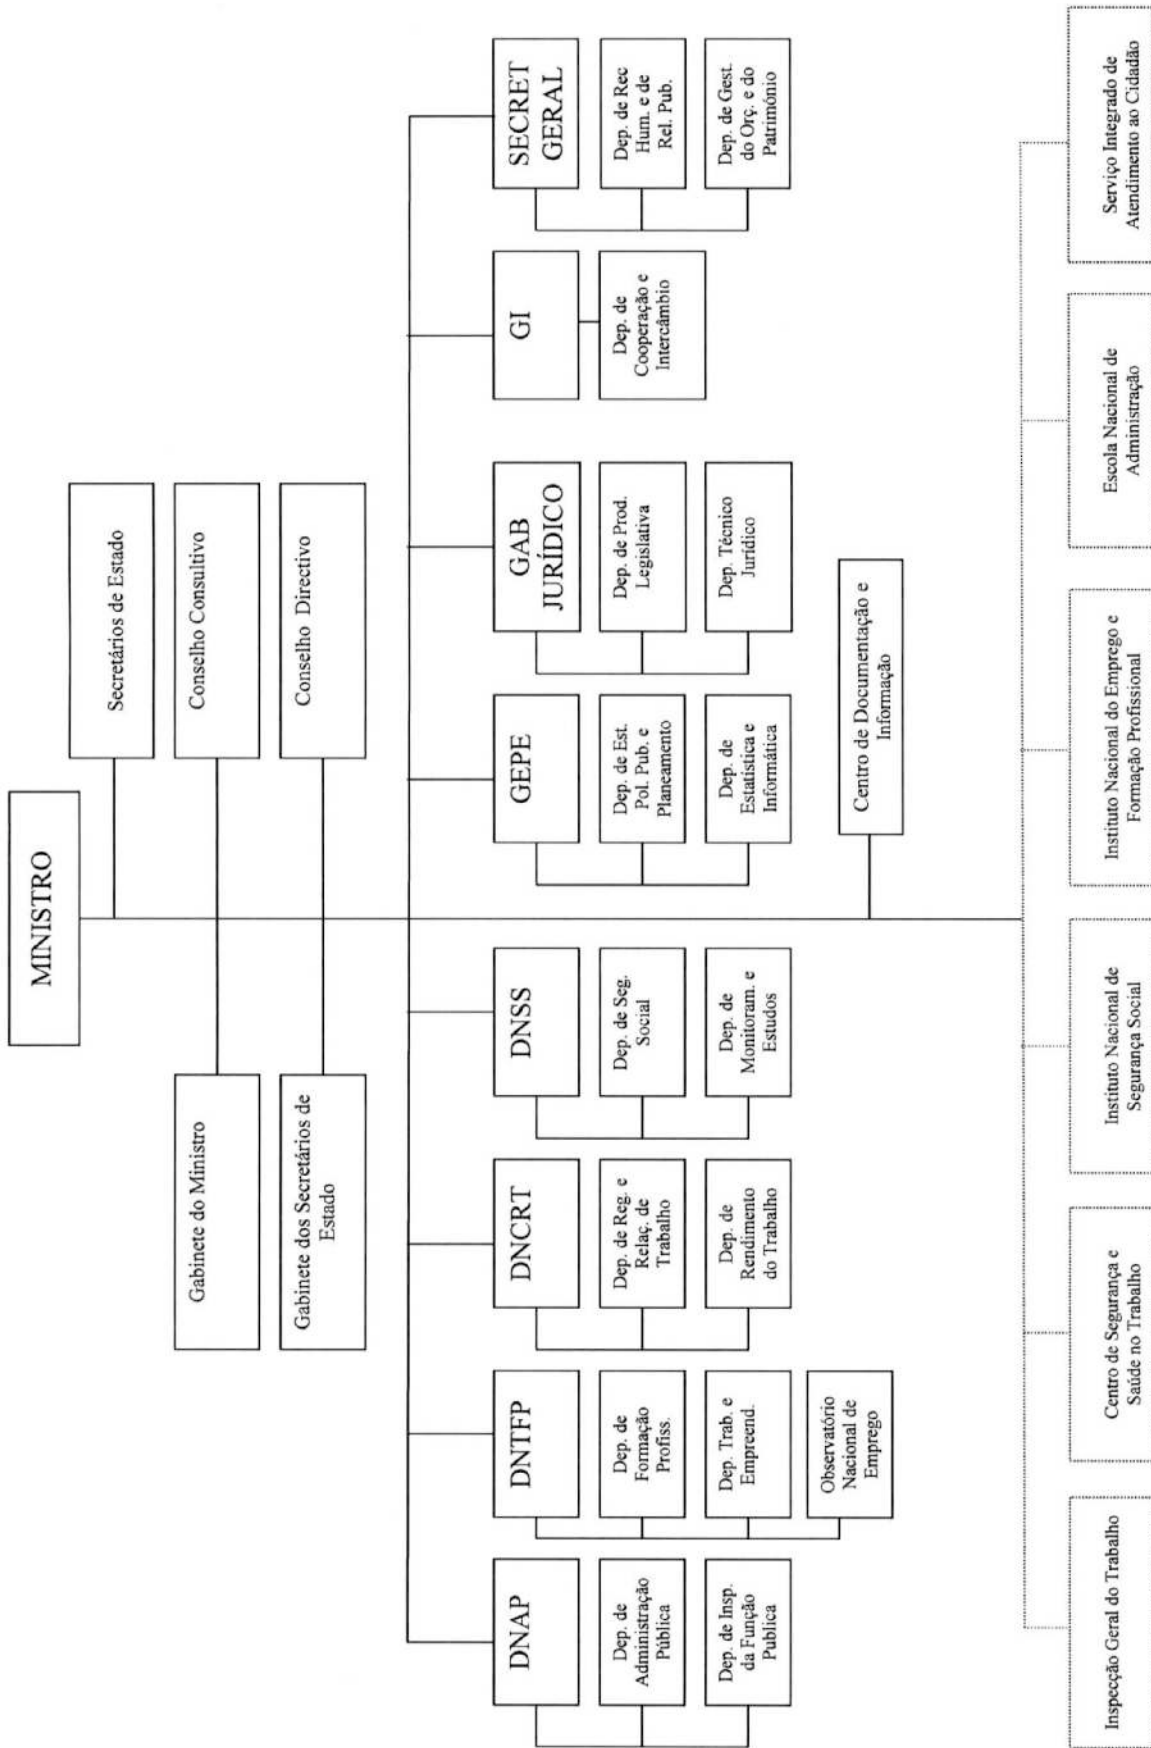 MINISTRO
Secretários de Estado
Gabinete do Ministro
Conselho Consultivo
Gabinete dos Secretários de
Estado
Conselho Directivo
DNAP
Dep. de
Administração
Pública
Dep. de Insp.
da Função
Publica
DNTFP
Dep. de
Formação
Profiss.
Dep. Trab. e
Empreend.
Observatório
Nacional de
Emprego
DNCRT
Dep. de Reg. e
Relaç. de
Trabalho
Dep. de
Rendimento
do Trabalho
DNSS
Dep. de Seg.
Social
Dep. de
Monitoram. e
Estudos
GEPE
Dep. de Est.
Pol. Pub. e
Planeamento
Dep. de
Estatística e
Informática
GAB
JURÍDICO
Dep. de Prod.
Legislativa
Dep. Técnico
Jurídico
GI
Dep. de
Cooperação e
Intercâmbio
SECRET
GERAL
Dep. de Rec
Hum. e de
Rel. Pub.
Dep. de Gest.
do Orç. e do
Património
Centro de Documentação e
Informação
Inspecção Geral do Trabalho
Centro de Segurança e
Saúde no Trabalho
Instituto Nacional de
Segurança Social
Instituto Nacional do Emprego e
Formação Profissional
Escola Nacional de
Administração
Serviço Integrado de
Atendimento ao Cidadão